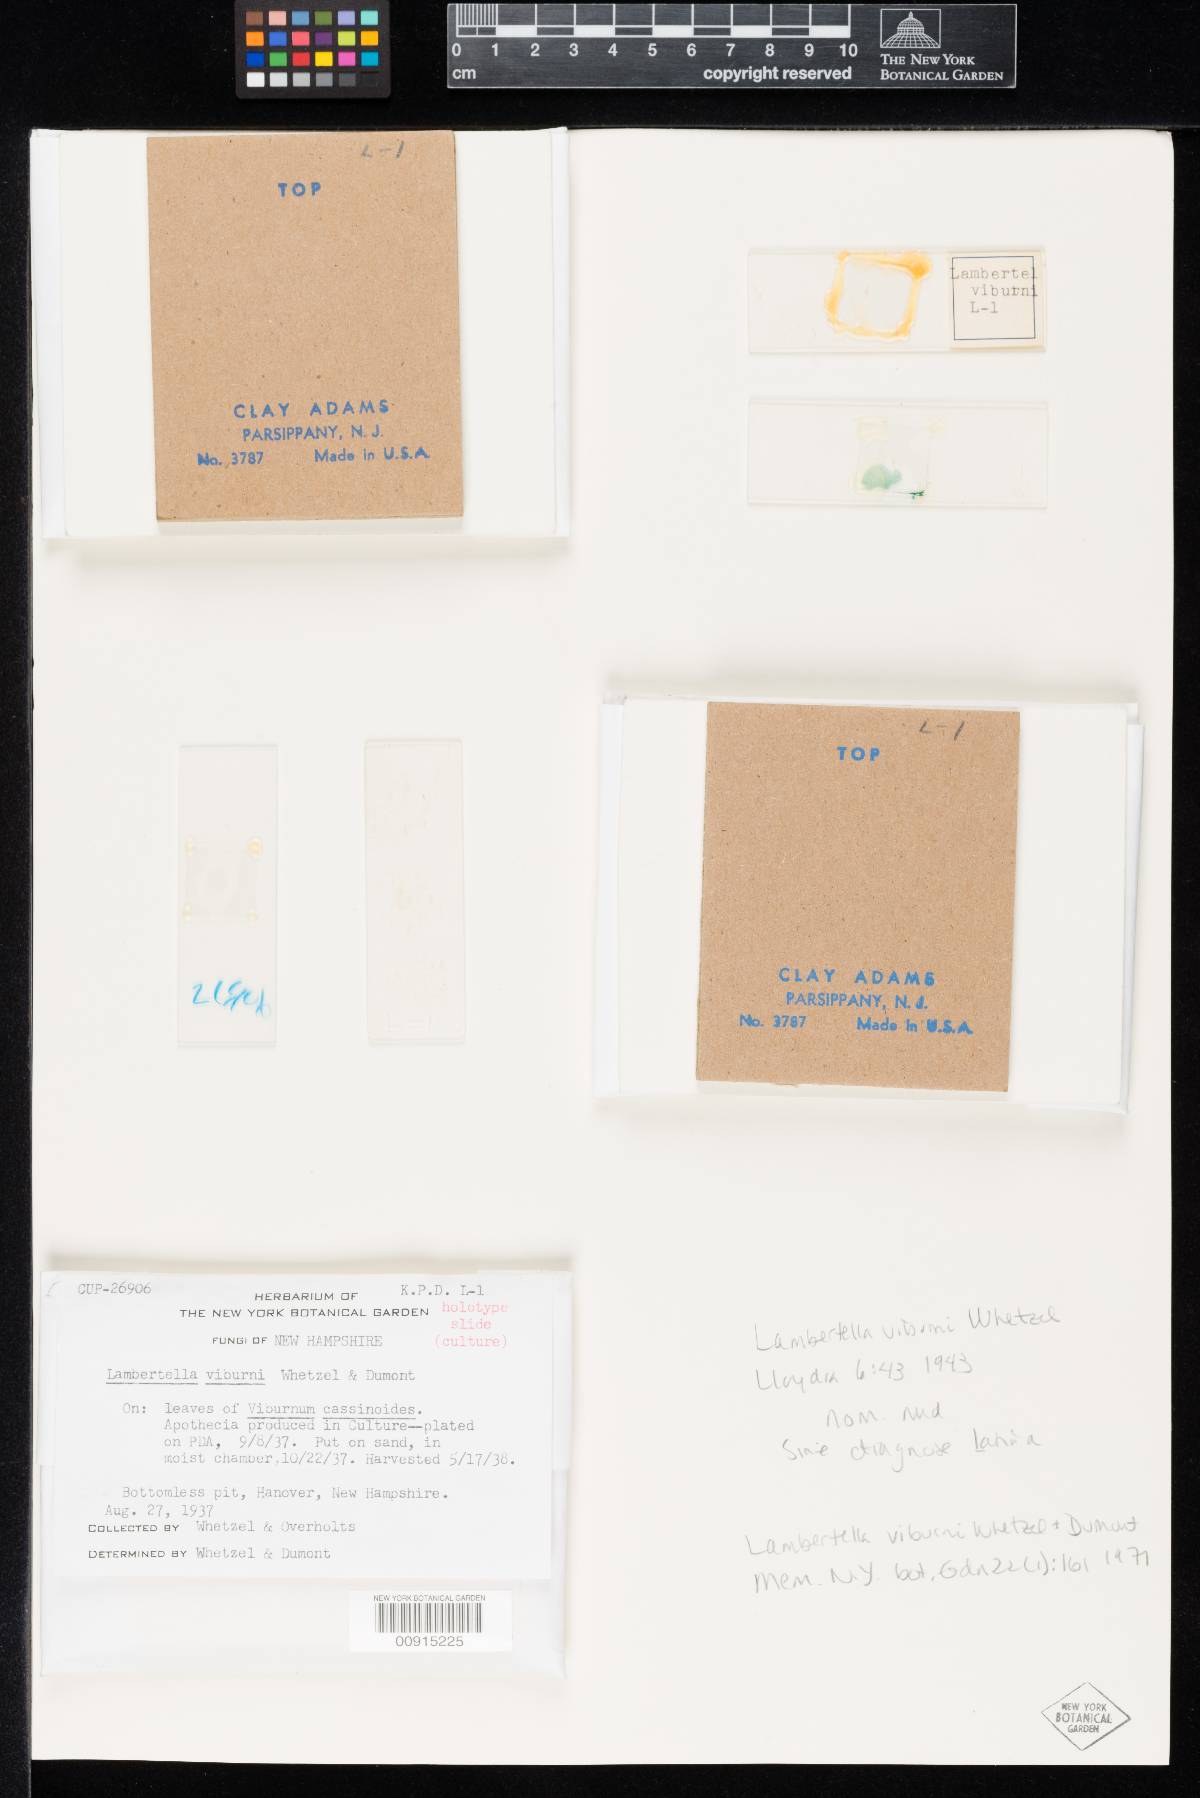 0 1 2 3 4 5 6 7 8 9 10
cm
copyright reserved
THE NEW YORK
BOTANICAL GARDEN
L-1
TOP
CLAY ADAMS
PARSIPPANY, N. J.
No. 3787 Made in U.S.A.
Lambertel
viburni
L-1
L-1
TOP
CLAY ADAMS
PARSIPPANY, N. J.
No. 3787 Made in U.S.A.
CUP-26906
K.P.D. L-1
HERBARIUM OF
THE NEW YORK BOTANICAL GARDEN
holotype
slide
(culture)
FUNGI OF NEW HAMPSHIRE
Lambertella viburni Whetzel & Dumont
On: leaves of Viburnum cassinoides.
Apothecia produced in Culture--plated
on PDA, 9/8/37. Put on sand, in
moist chamber,10/22/37. Harvested 5/17/38.
Bottomless pit, Hanover, New Hampshire.
Aug. 27, 1937
COLLECTED BY Whetzel & Overholts
DETERMINED BY Whetzel & Dumont
NEW YORK BOTANICAL GARDEN
00915225
Lambertella viburni Whetzel
Lloydia 6:43 1943
nom. nud
Sine diagnose Latina
Lambertella viburni Whetzel + Dumont
Mem. N.Y. bot. Gdn 22(1):161 1971
NEW YORK
BOTANICAL
GARDEN